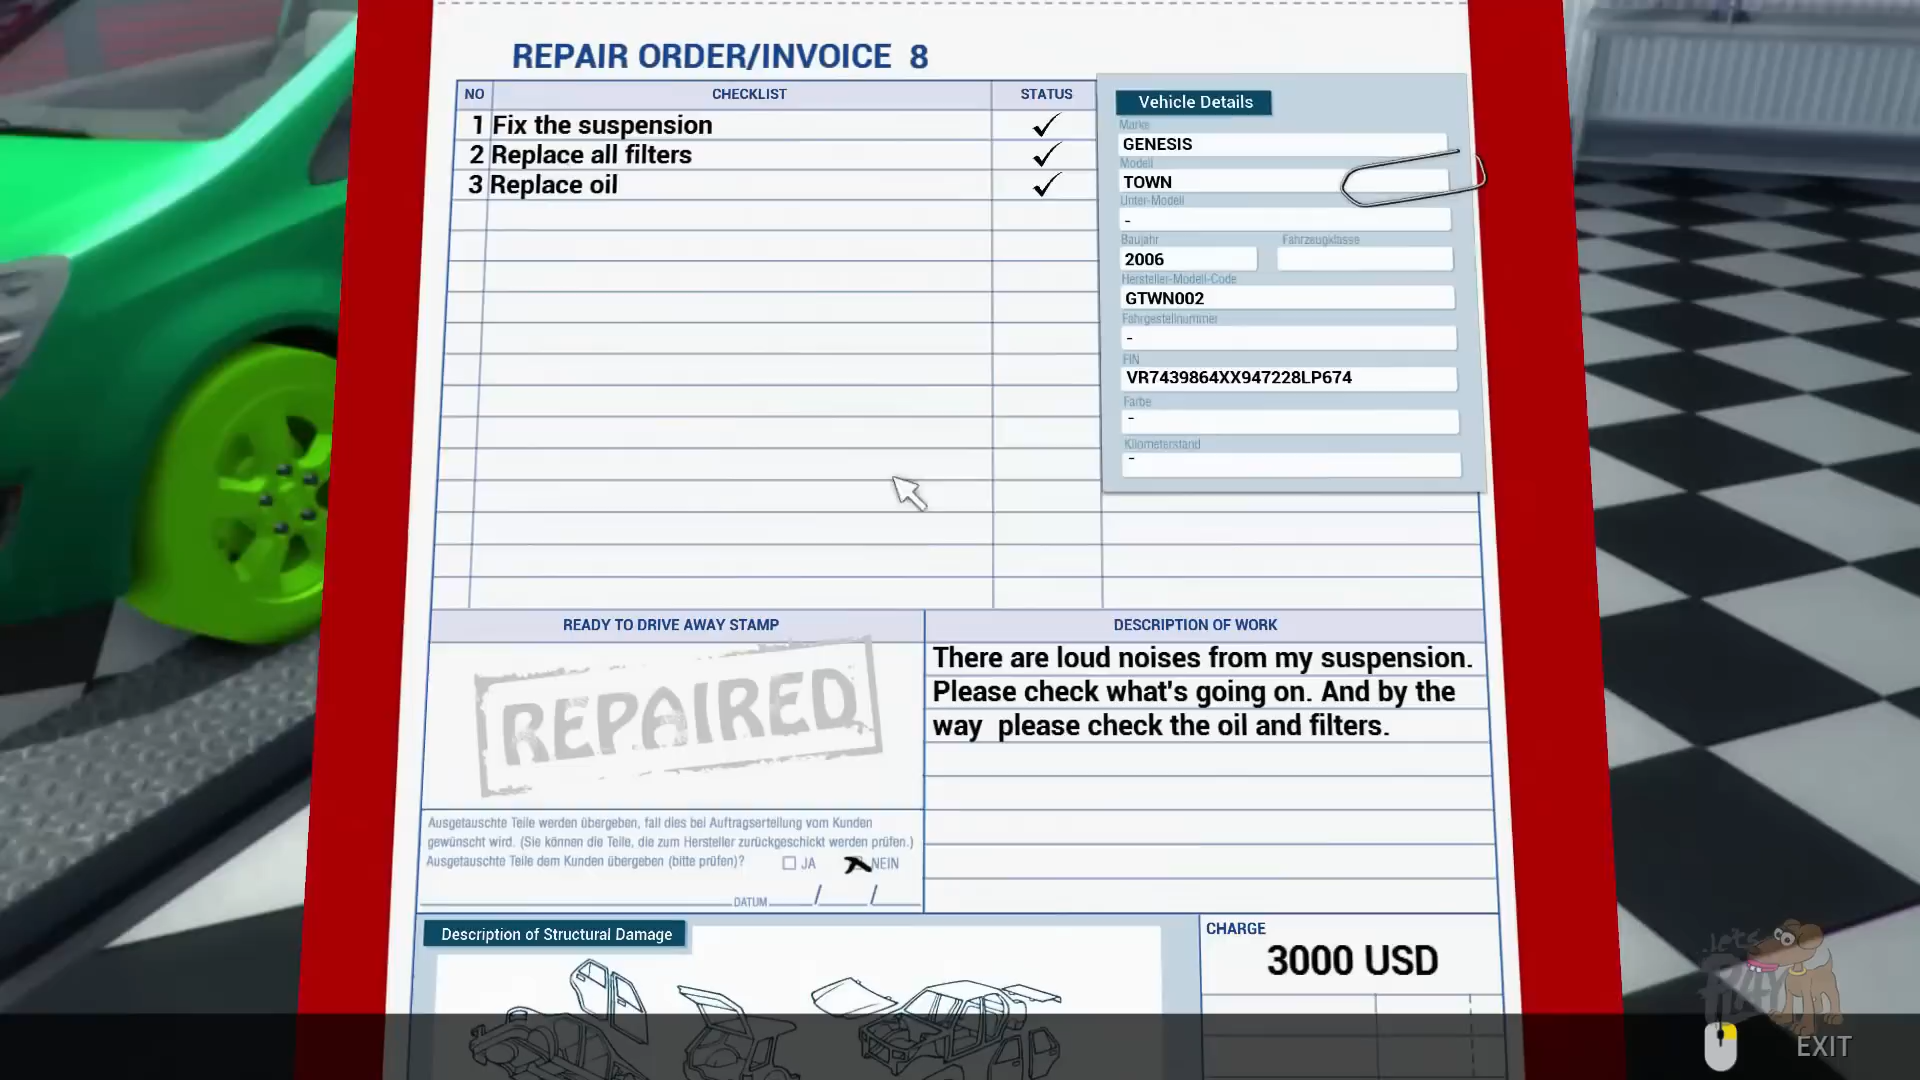 REPAIR ORDER/INVOICE 8
NO CHECKLIST STATUS
1 Fix the suspension
2 Replace all filters
3 Replace oil
Vehicle Details
Marke
GENESIS
Modell
TOWN
Unter-Modell
-
Baujahr Fahrzeugklasse
2006
Hersteller-Modell-Code
GTWN002
Fahrgestellnummer
-
FIN
VR7439864XX947228LP674
Farbe
-
Kilometerstand
-
READY TO DRIVE AWAY STAMP
REPAIRED
DESCRIPTION OF WORK
There are loud noises from my suspension.
Please check what's going on. And by the
way please check the oil and filters.
Ausgetauschte Teile werden übergeben, fall dies bei Auftragserteilung vom Kunden
gewünscht wird. (Sie können die Teile, die zum Hersteller zurückgeschickt werden prüfen.)
Ausgetauschte Teile dem Kunden übergeben (bitte prüfen)? JA NEIN
DATUM / /
Description of Structural Damage
CHARGE
3000 USD
lets
PLAY
EXIT